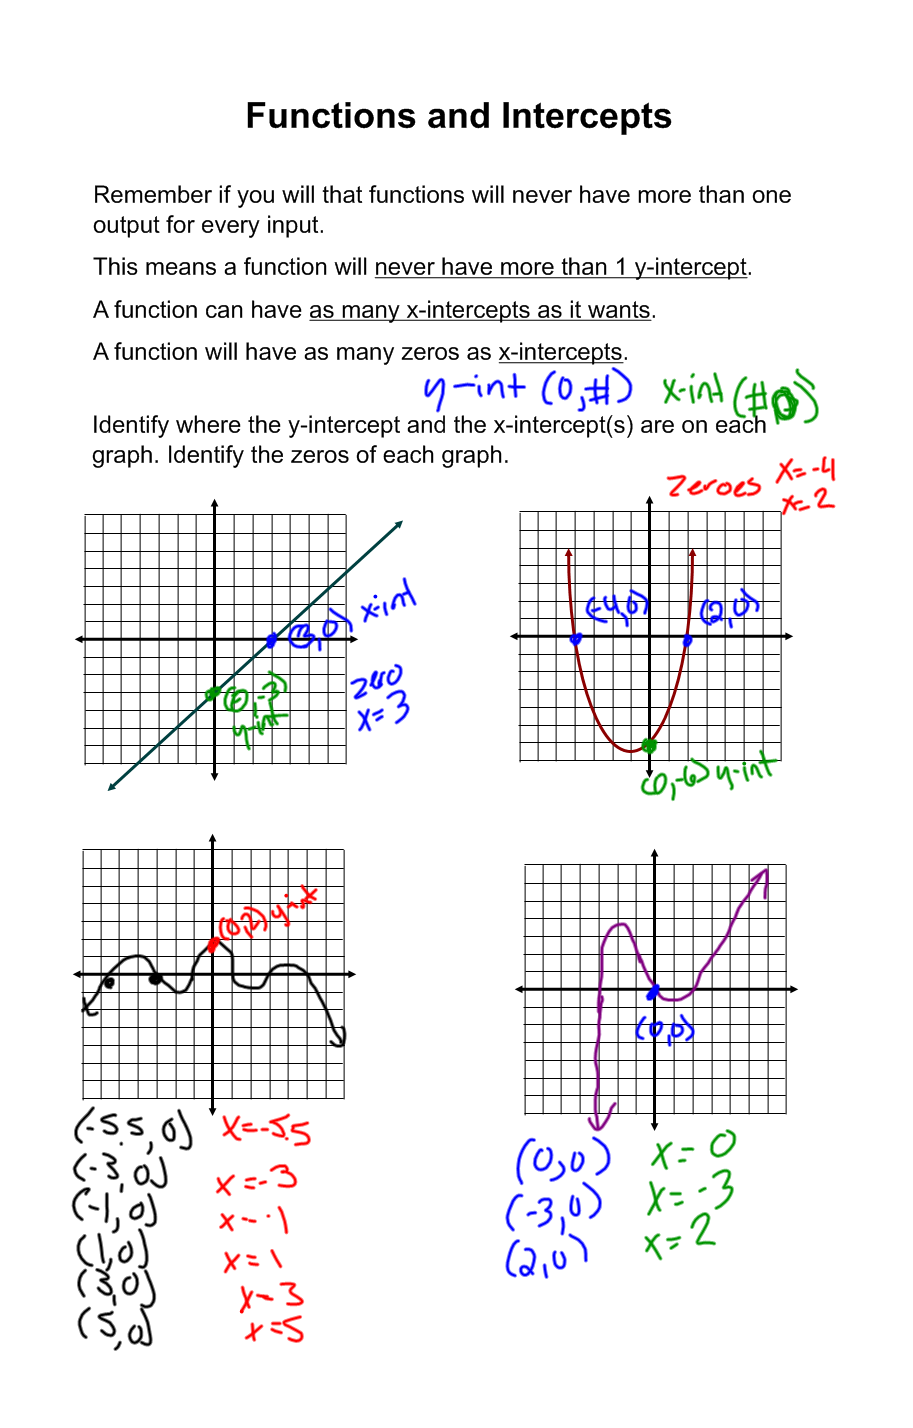 Functions and Intercepts
Remember if you will that functions will never have more than one
output for every input.
This means a function will never have more than 1 y-intercept.
A function can have as many x-intercepts as it wants.
A function will have as many zeros as x-intercepts.
y-int (0,#) x-int (#,0)
Identify where the y-intercept and the x-intercept(s) are on each
graph. Identify the zeros of each graph.
zeroes x=-4
x=2
(3,0) x-int
zero
x=3
(0,-3)
y-int
(-4,0)
(2,0)
(0,-6) y-int
(0,2) y-int
(0,0)
(-5.5,0) x=-5.5
(-3,0) x=-3
(-1,0) x=-1
(1,0) x=1
(3,0) x=3
(5,0) x=5
(0,0) x=0
(-3,0) x=-3
(2,0) x=2